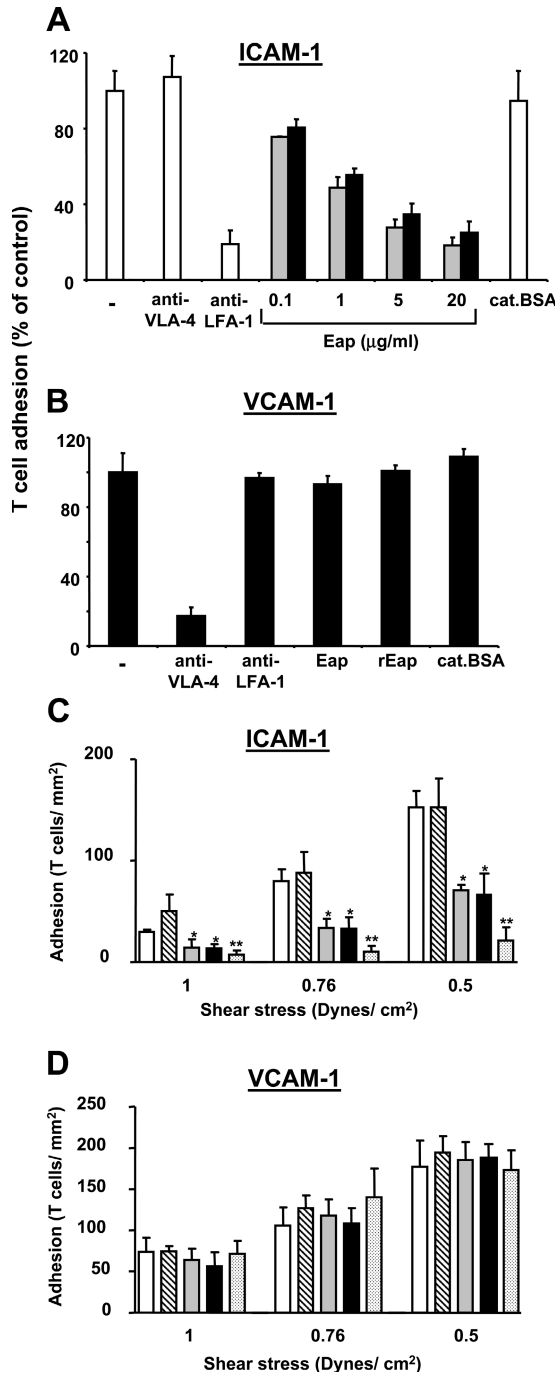 A
ICAM-1
T cell adhesion (% of control)
120
80
40
0
-
anti-
VLA-4
anti-
LFA-1
0.1
1
5
20
cat.BSA
Eap (μg/ml)
B
VCAM-1
120
80
40
0
-
anti-
VLA-4
anti-
LFA-1
Eap
rEap
cat.BSA
C
ICAM-1
Adhesion (T cells/ mm²)
200
100
0
* * **
* * **
* * **
1
0.76
0.5
Shear stress (Dynes/ cm²)
D
VCAM-1
Adhesion (T cells/ mm²)
250
200
150
100
50
0
1
0.76
0.5
Shear stress (Dynes/ cm²)